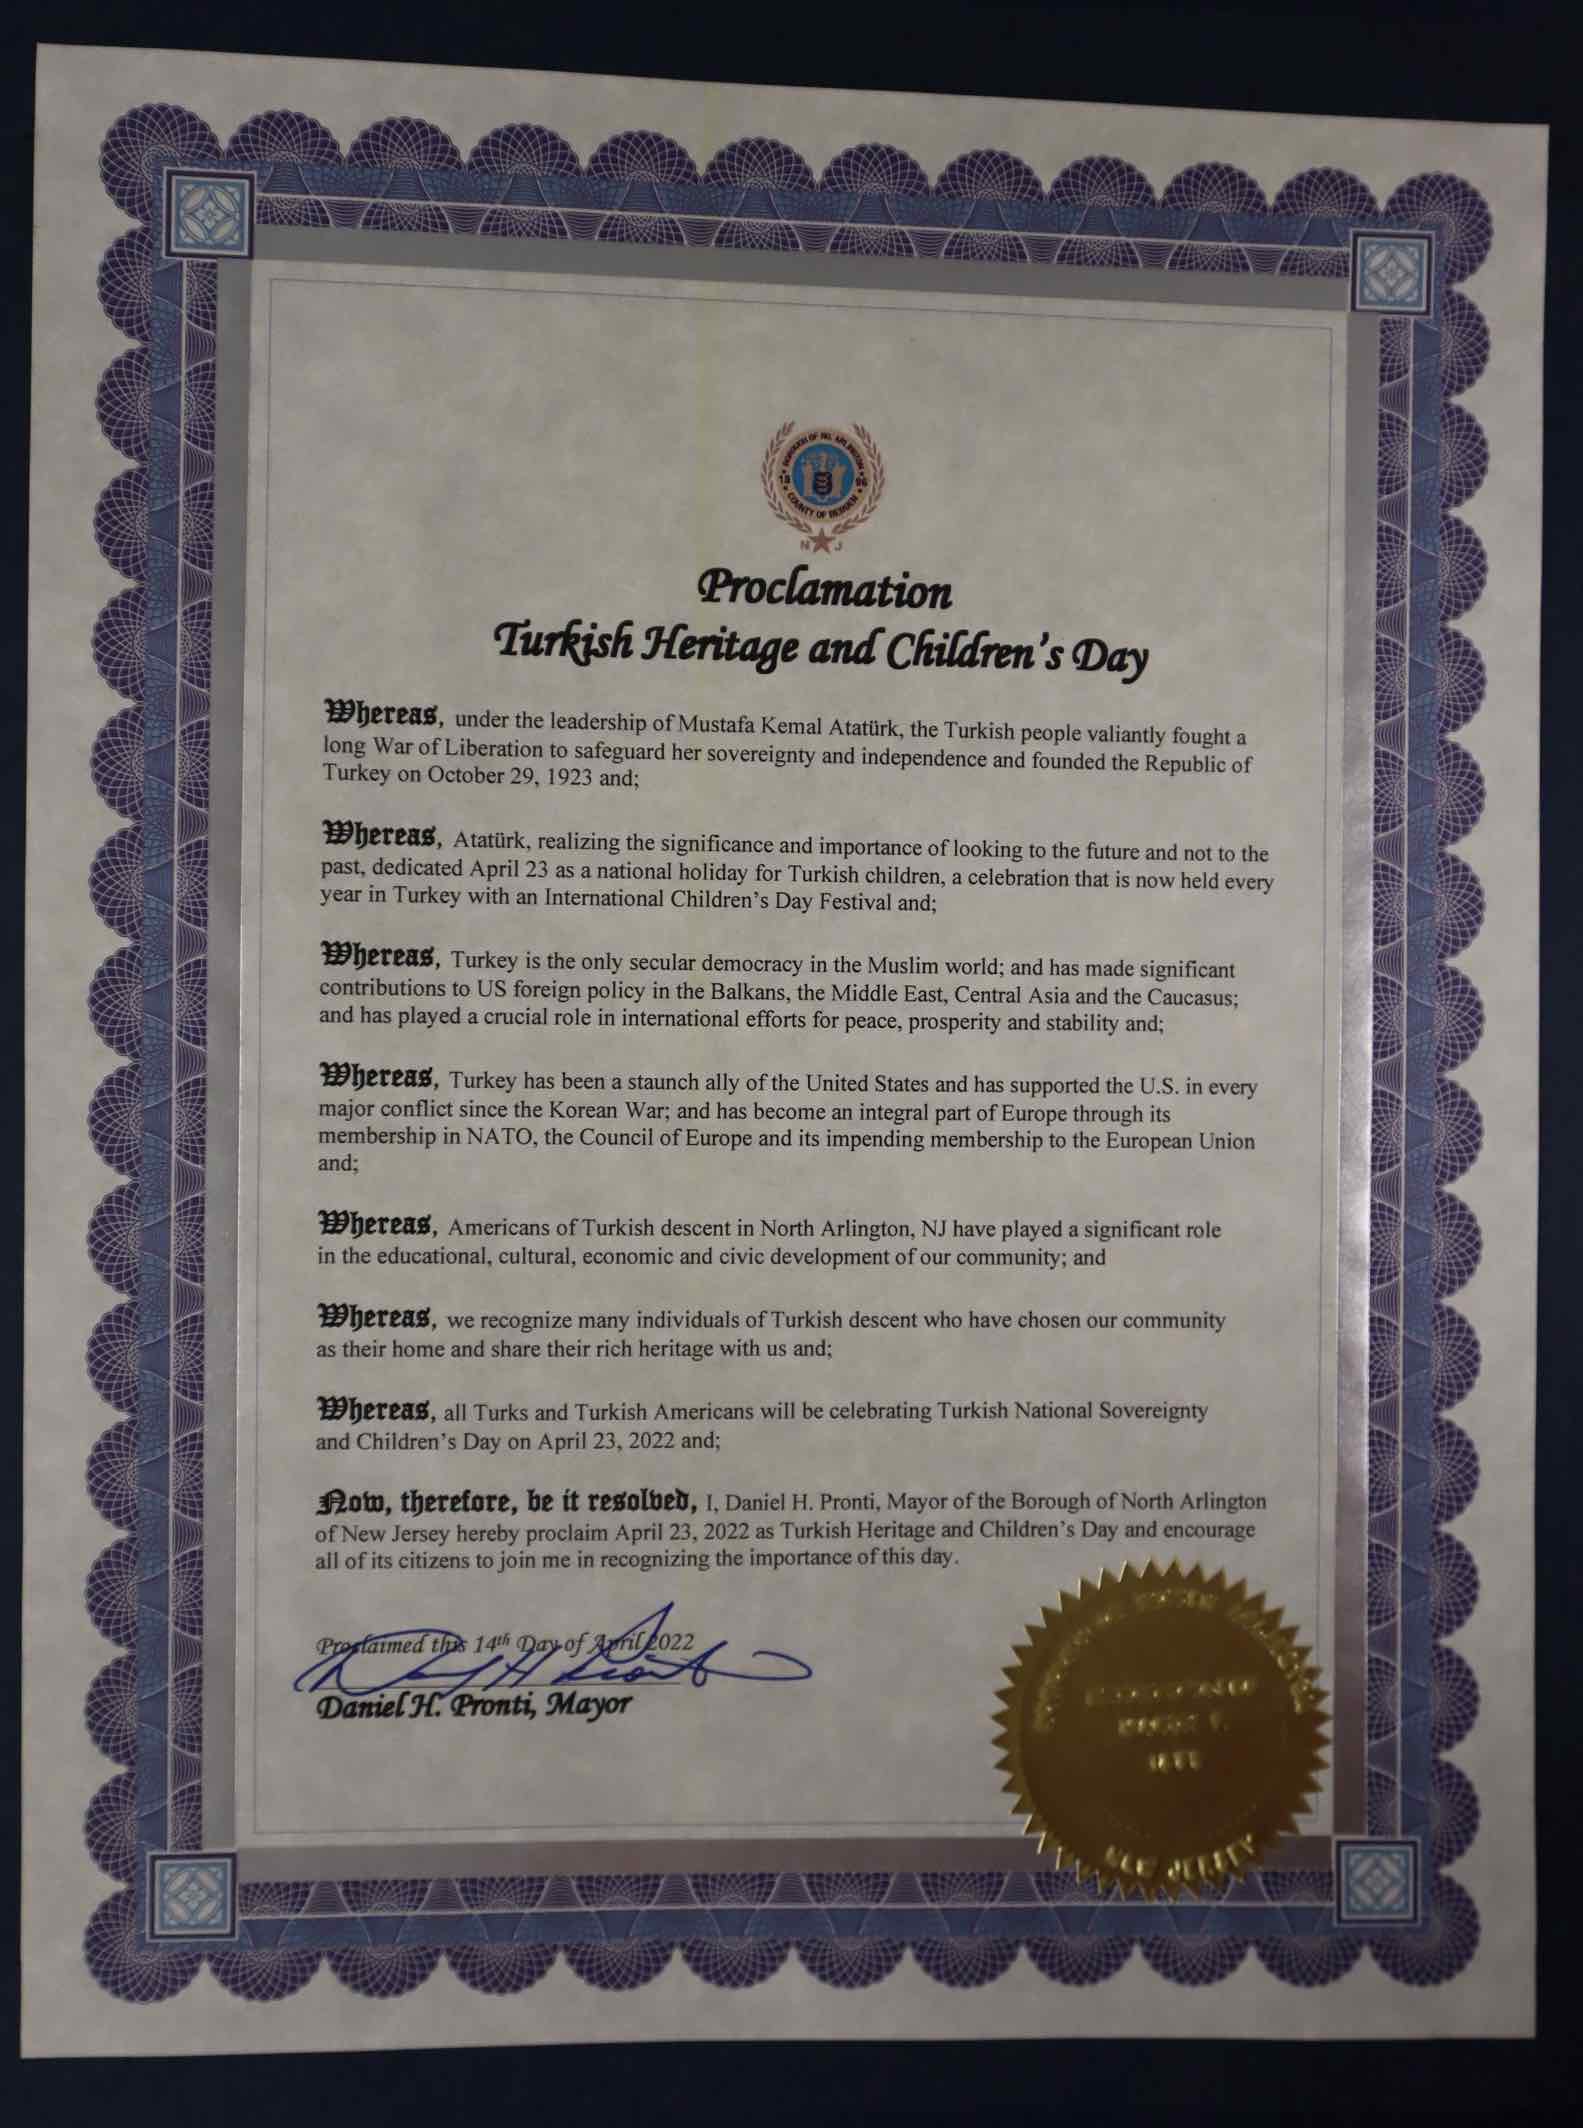 BOROUGH OF NO. ARLINGTON
18 96
COUNTY OF BERGEN
N J
Proclamation
Turkish Heritage and Children's Day
Whereas, under the leadership of Mustafa Kemal Atatürk, the Turkish people valiantly fought a
long War of Liberation to safeguard her sovereignty and independence and founded the Republic of
Turkey on October 29, 1923 and;
Whereas, Atatürk, realizing the significance and importance of looking to the future and not to the
past, dedicated April 23 as a national holiday for Turkish children, a celebration that is now held every
year in Turkey with an International Children's Day Festival and;
Whereas, Turkey is the only secular democracy in the Muslim world; and has made significant
contributions to US foreign policy in the Balkans, the Middle East, Central Asia and the Caucasus;
and has played a crucial role in international efforts for peace, prosperity and stability and;
Whereas, Turkey has been a staunch ally of the United States and has supported the U.S. in every
major conflict since the Korean War; and has become an integral part of Europe through its
membership in NATO, the Council of Europe and its impending membership to the European Union
and;
Whereas, Americans of Turkish descent in North Arlington, NJ have played a significant role
in the educational, cultural, economic and civic development of our community; and
Whereas, we recognize many individuals of Turkish descent who have chosen our community
as their home and share their rich heritage with us and;
Whereas, all Turks and Turkish Americans will be celebrating Turkish National Sovereignty
and Children's Day on April 23, 2022 and;
Now, therefore, be it resolved, I, Daniel H. Pronti, Mayor of the Borough of North Arlington
of New Jersey hereby proclaim April 23, 2022 as Turkish Heritage and Children's Day and encourage
all of its citizens to join me in recognizing the importance of this day.
Proclaimed this 14th Day of April 2022
Daniel H. Pronti, Mayor
NEW JERSEY